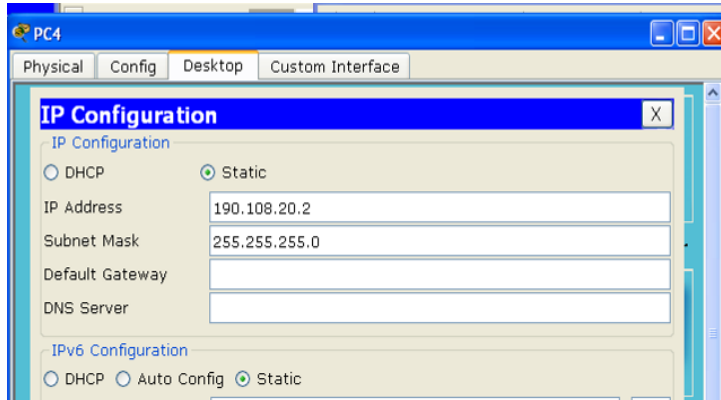 PC4
Physical Config Desktop Custom Interface
IP Configuration X
IP Configuration
DHCP Static
IP Address 190.108.20.2
Subnet Mask 255.255.255.0
Default Gateway
DNS Server
IPv6 Configuration
DHCP Auto Config Static